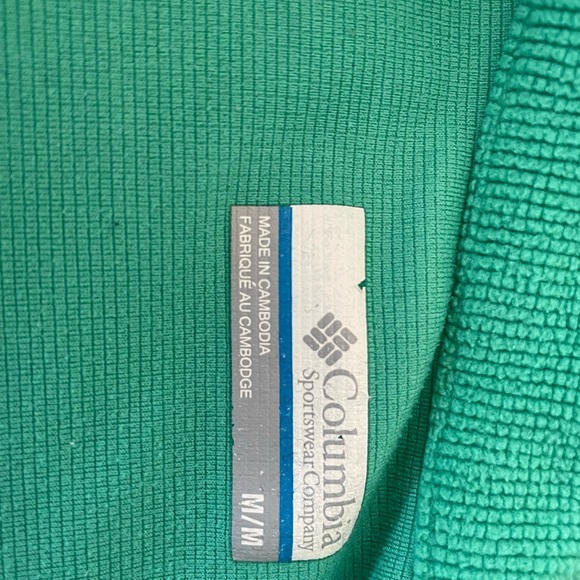 Columbia
Sportswear Company
MADE IN CAMBODIA
FABRIQUÉ AU CAMBODGE
M/M